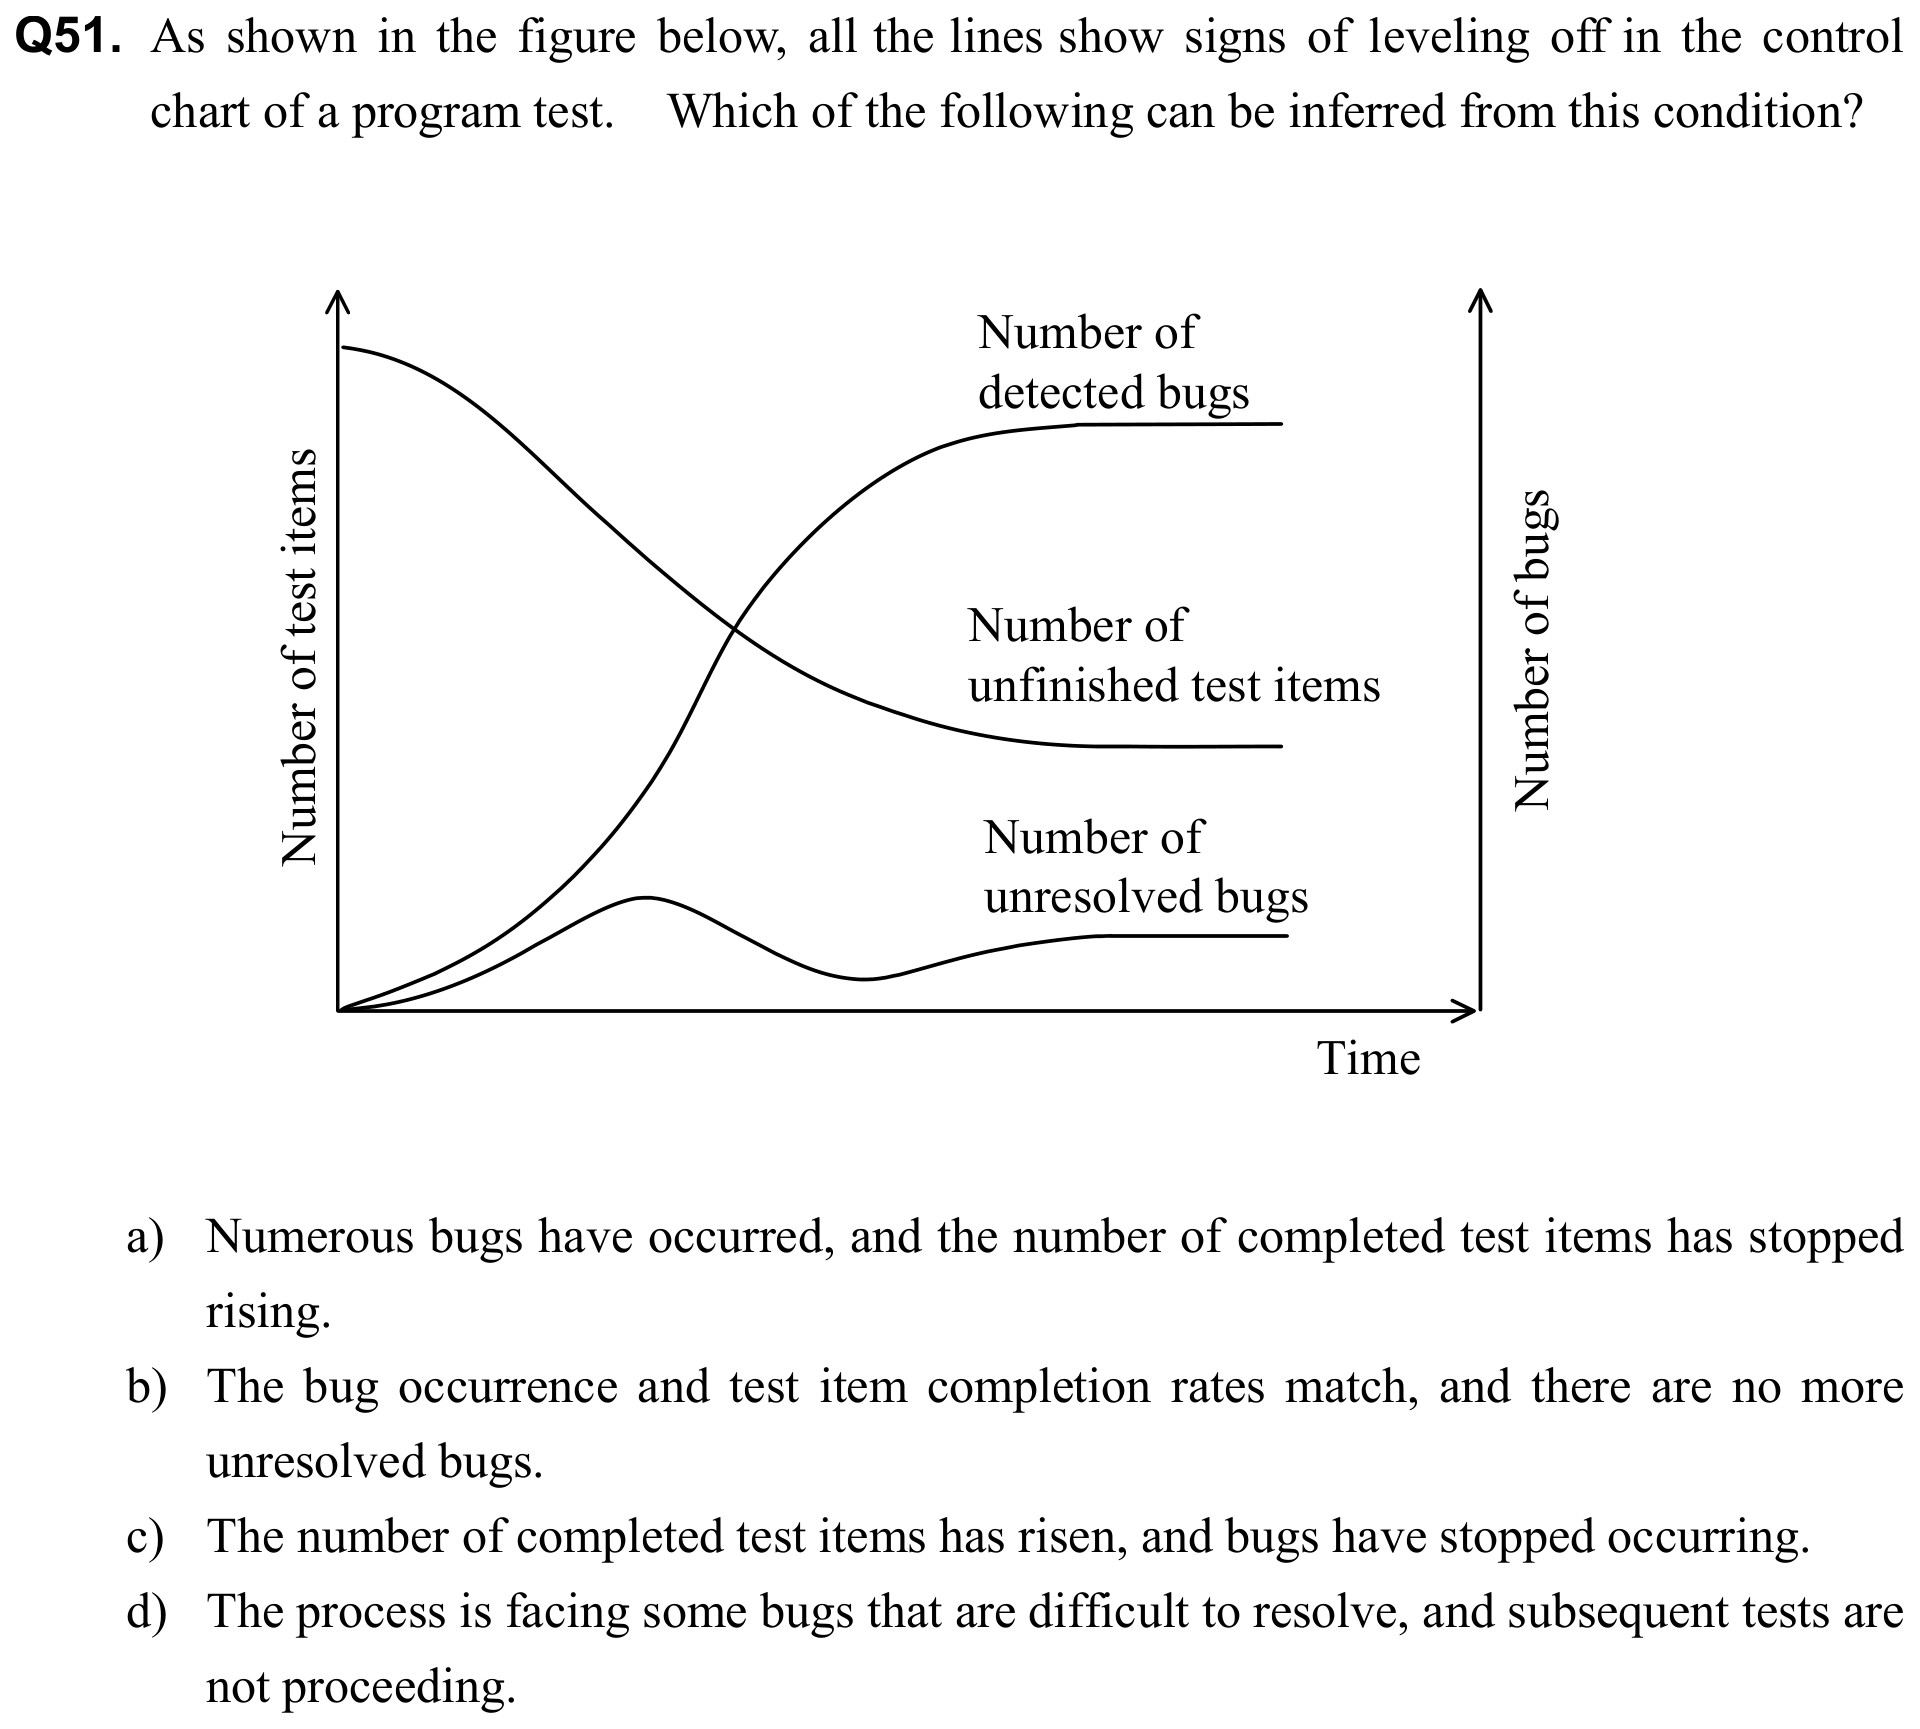 Q51. As shown in the figure below, all the lines show signs of leveling off in the control
chart of a program test. Which of the following can be inferred from this condition?
Number of
detected bugs
Number of test items
Number of
unfinished test items
Number of bugs
Number of
unresolved bugs
Time
a) Numerous bugs have occurred, and the number of completed test items has stopped
rising.
b) The bug occurrence and test item completion rates match, and there are no more
unresolved bugs.
c) The number of completed test items has risen, and bugs have stopped occurring.
d) The process is facing some bugs that are difficult to resolve, and subsequent tests are
not proceeding.